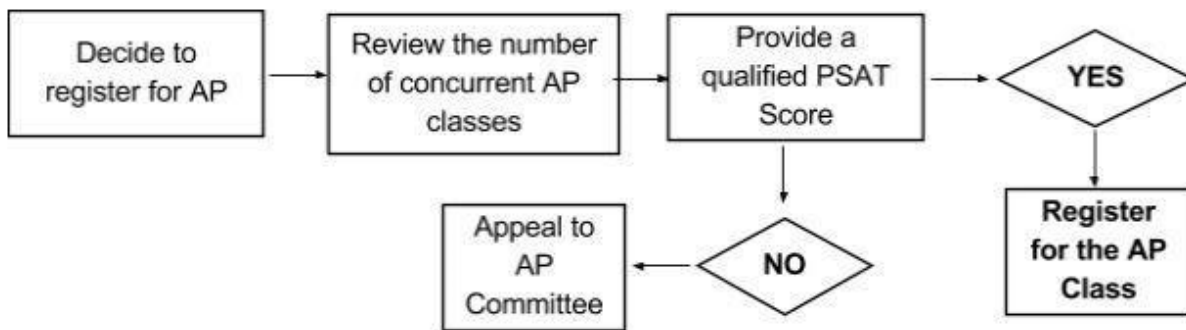 Decide to
register for AP
Review the number
of concurrent AP
classes
Provide a
qualified PSAT
Score
YES
Register
for the AP
Class
NO
Appeal to
AP
Committee